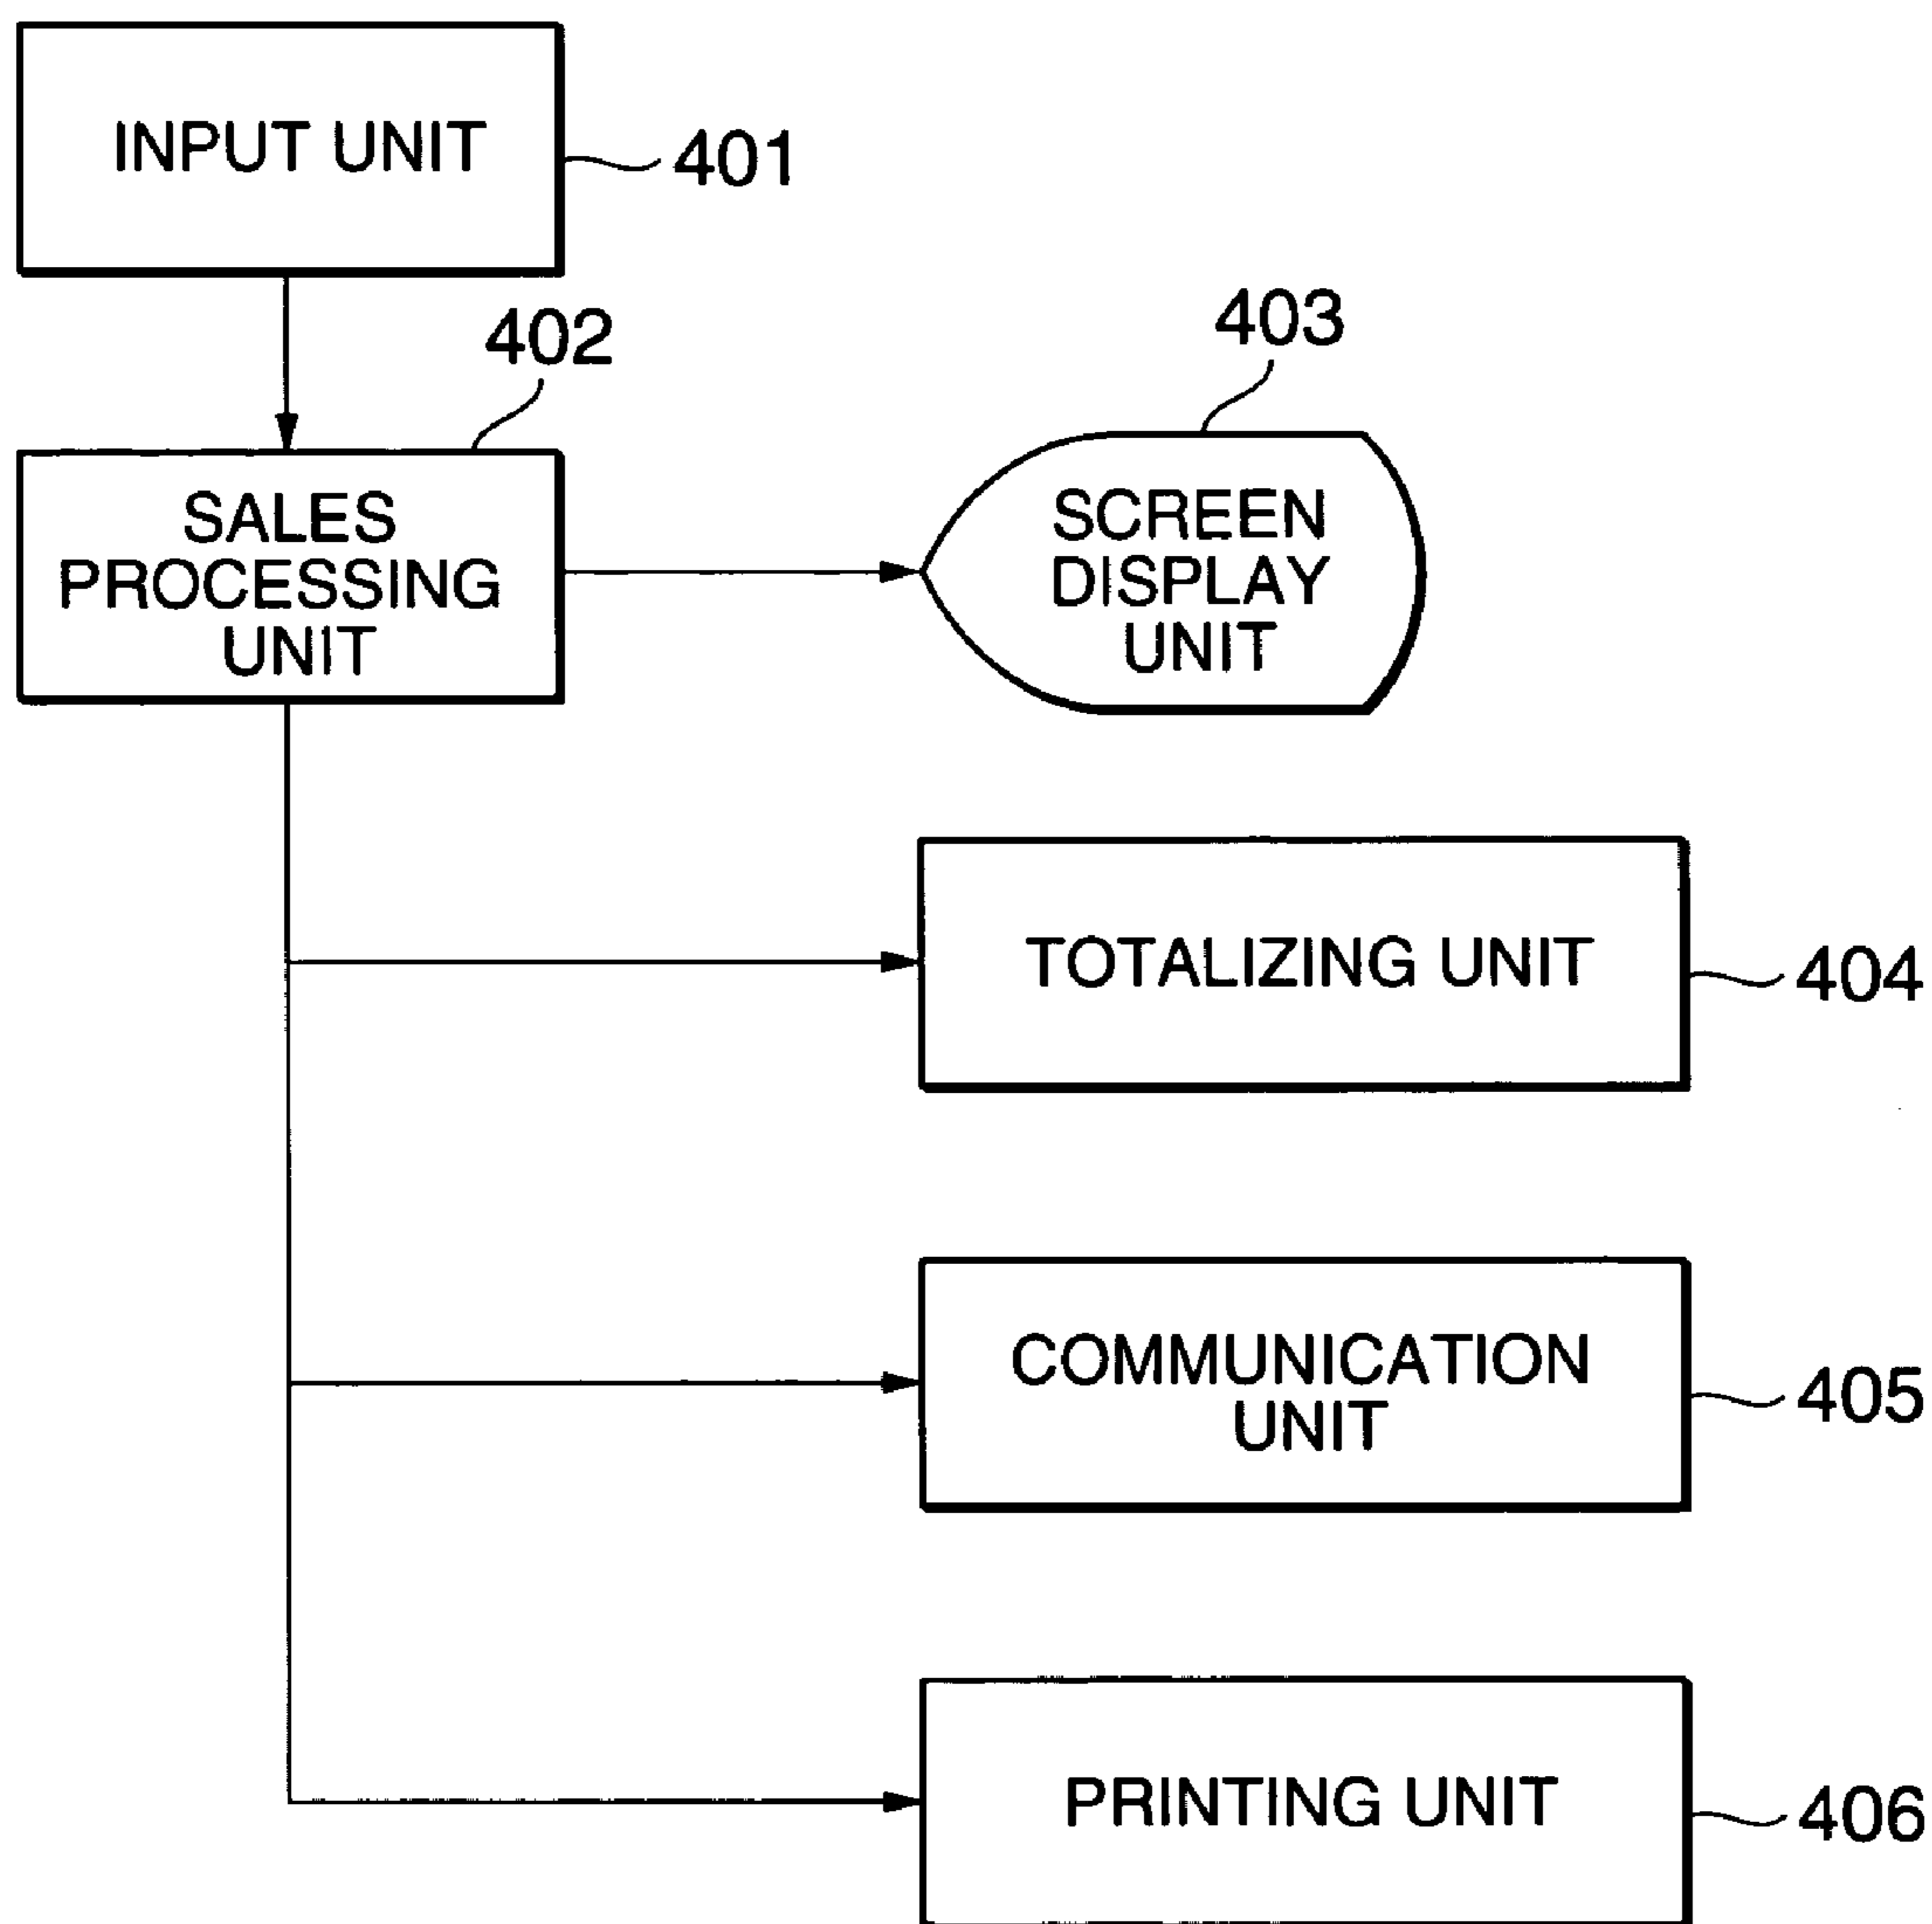 INPUT UNIT
401
402
403
SALES
PROCESSING
UNIT
SCREEN
DISPLAY
UNIT
TOTALIZING UNIT
404
COMMUNICATION
UNIT
405
PRINTING UNIT
406